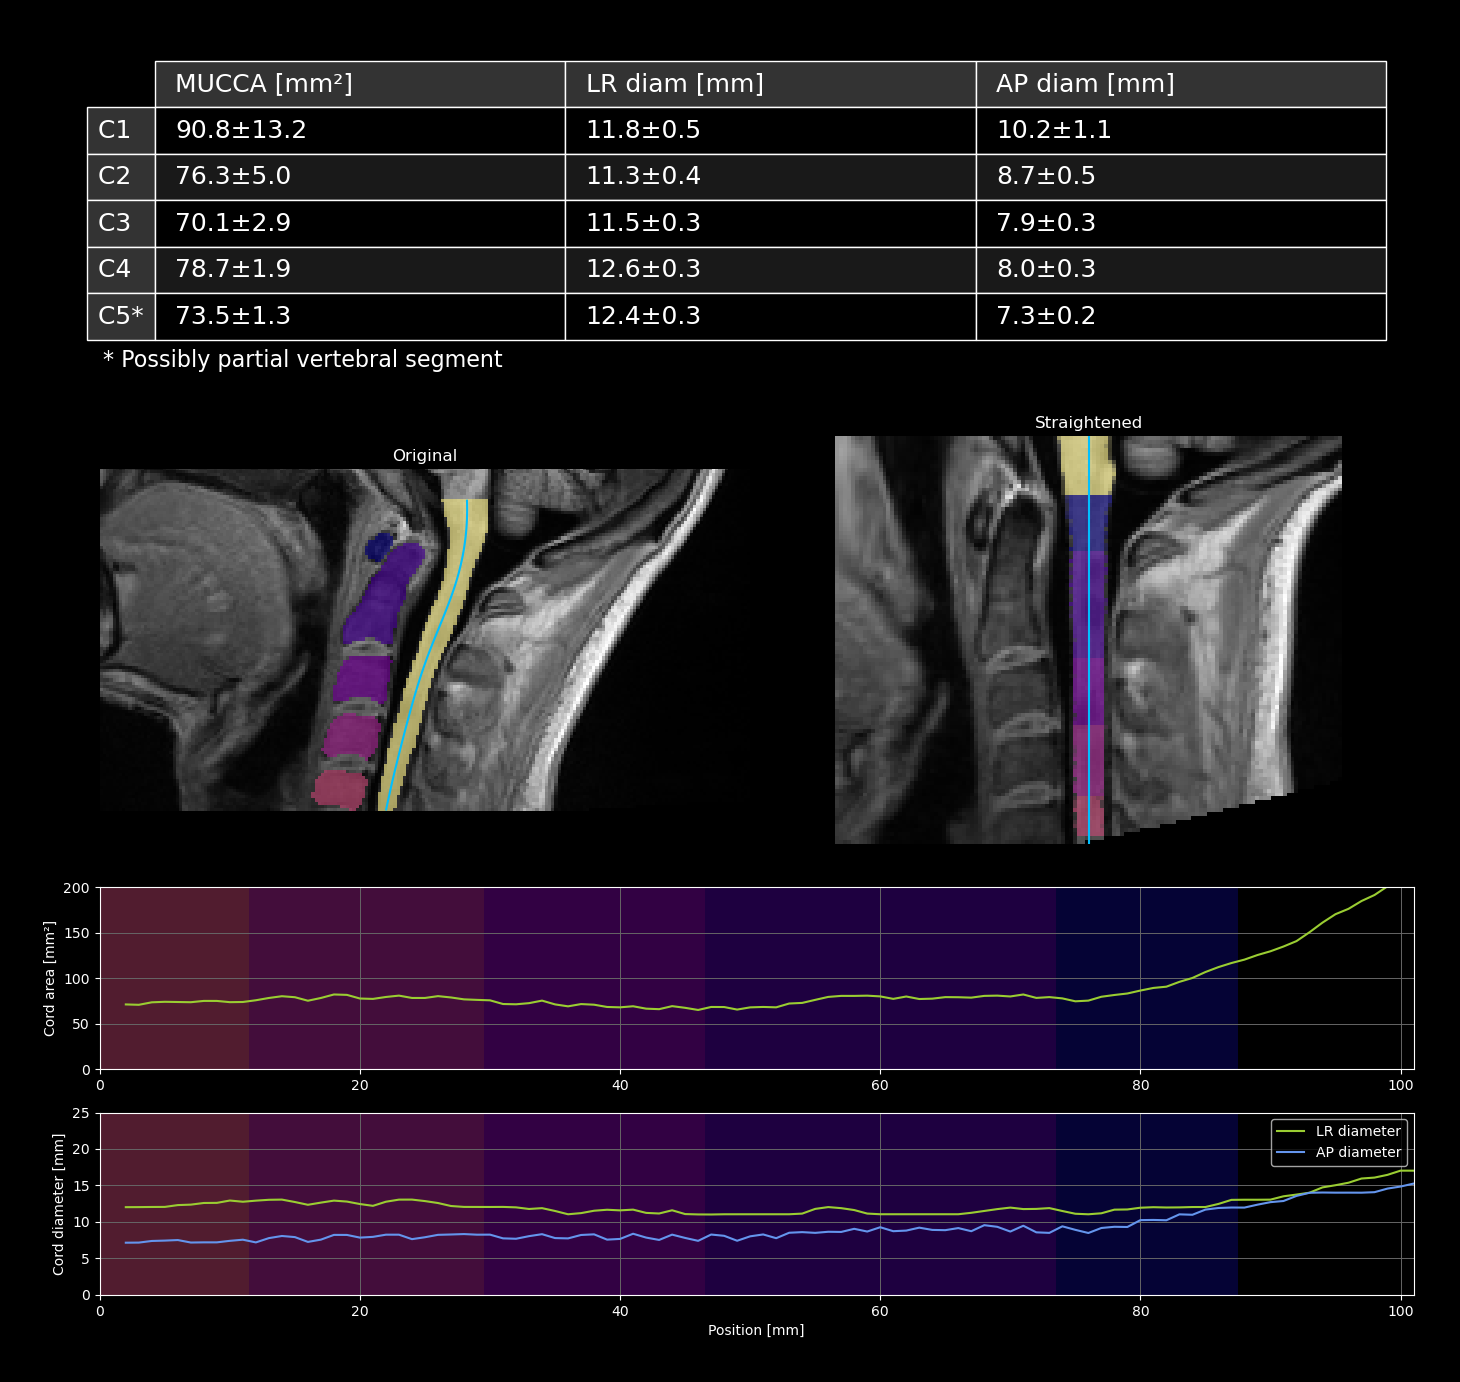 MUCCA [mm²] LR diam [mm] AP diam [mm]
C1 90.8±13.2 11.8±0.5 10.2±1.1
C2 76.3±5.0 11.3±0.4 8.7±0.5
C3 70.1±2.9 11.5±0.3 7.9±0.3
C4 78.7±1.9 12.6±0.3 8.0±0.3
C5* 73.5±1.3 12.4±0.3 7.3±0.2
* Possibly partial vertebral segment
Original
Straightened
Cord area [mm²]
200
150
100
50
0
0 20 40 60 80 100
Cord diameter [mm]
25
20
15
10
5
0
LR diameter
AP diameter
0 20 40 60 80 100
Position [mm]